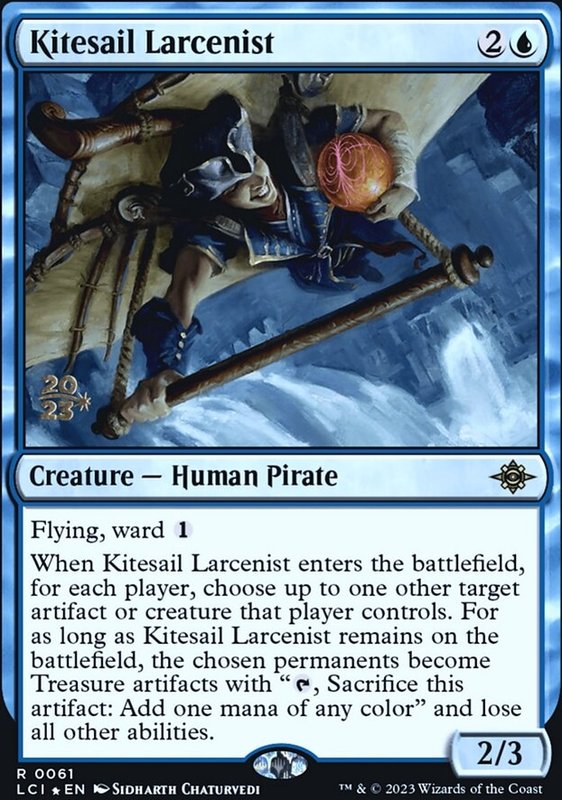 Kitesail Larcenist 2
20
23
Creature — Human Pirate
Flying, ward 1
When Kitesail Larcenist enters the battlefield,
for each player, choose up to one other target
artifact or creature that player controls. For
as long as Kitesail Larcenist remains on the
battlefield, the chosen permanents become
Treasure artifacts with “, Sacrifice this
artifact: Add one mana of any color” and lose
all other abilities.
2/3
R 0061
LCI ★ EN Sidharth Chaturvedi
™ & © 2023 Wizards of the Coast